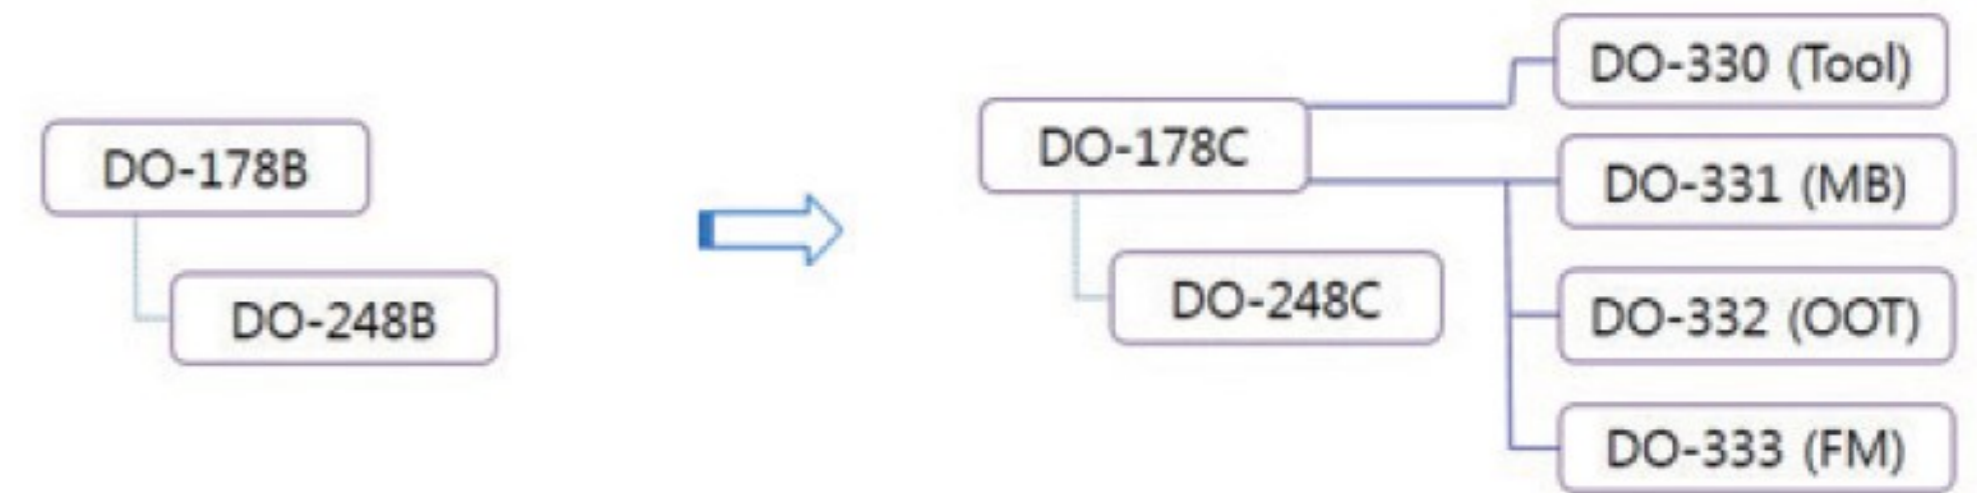 DO-178B
DO-248B
DO-178C
DO-248C
DO-330 (Tool)
DO-331 (MB)
DO-332 (OOT)
DO-333 (FM)